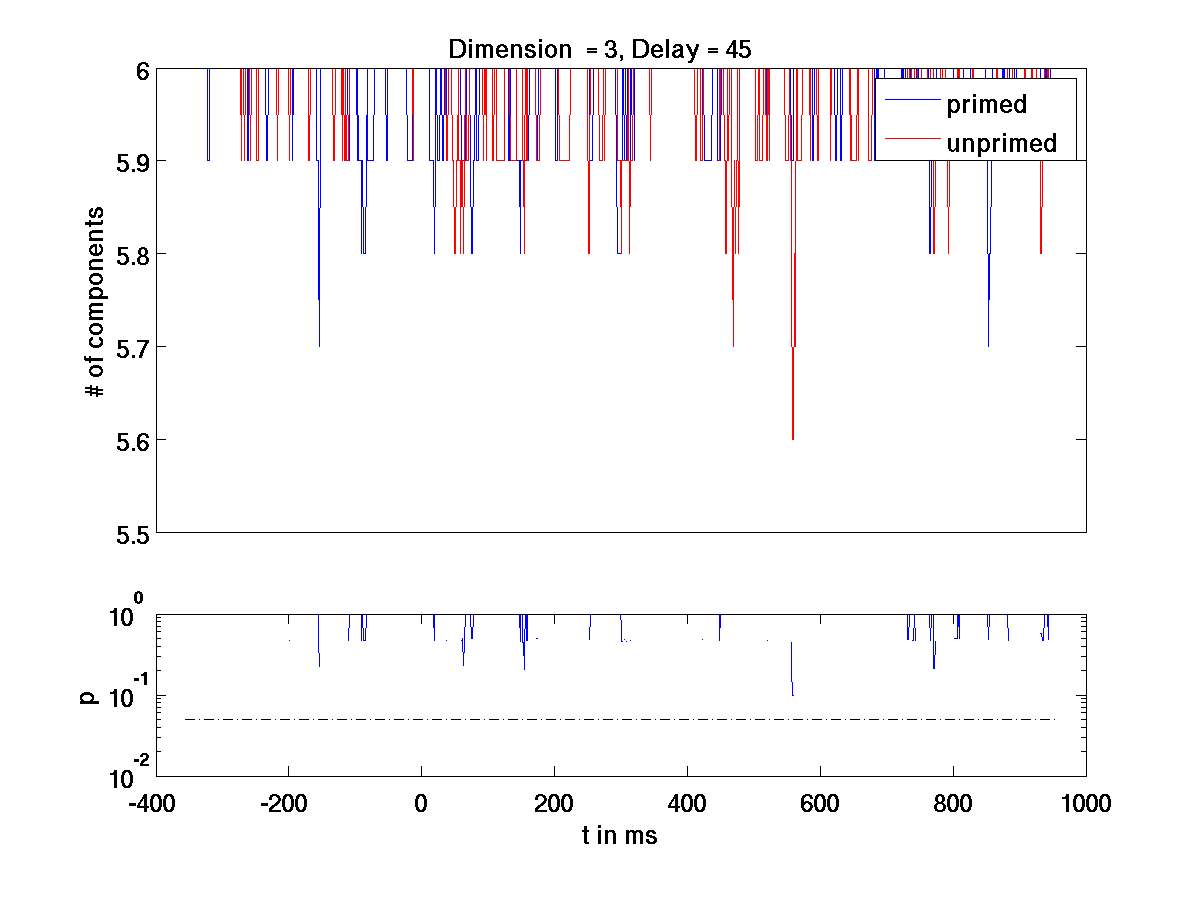 Dimension = 3, Delay = 45
6
5.9
5.8
5.7
5.6
5.5
# of components
primed
unprimed
10^0
10^-1
10^-2
p
-400 -200 0 200 400 600 800 1000
t in ms